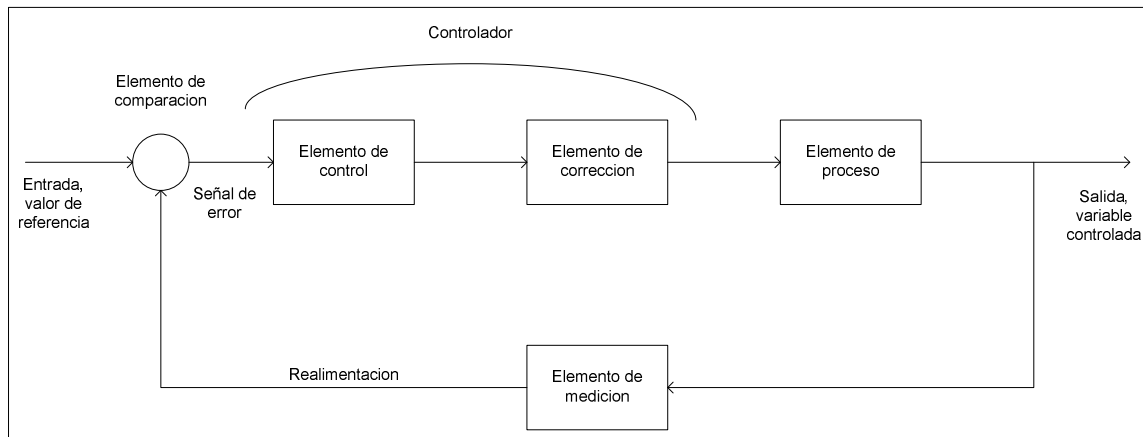 Controlador
Elemento de
comparacion
Elemento de
control
Elemento de
correccion
Elemento de
proceso
Entrada,
valor de
referencia
Señal de
error
Salida,
variable
controlada
Realimentacion
Elemento de
medicion